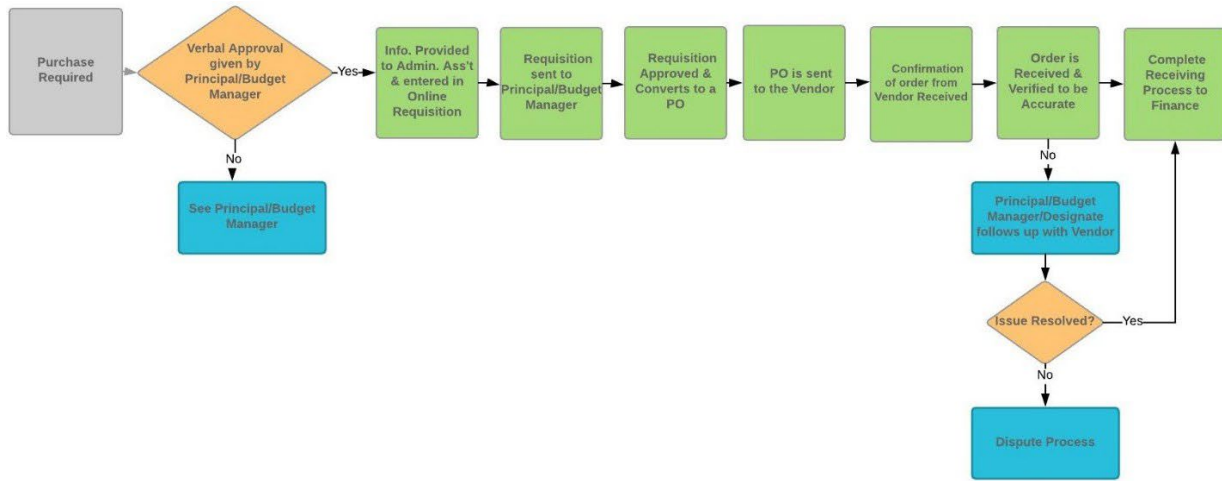 Purchase
Required
Verbal Approval
given by
Principal/Budget
Manager
Yes
Info. Provided
to Admin. Ass't
& entered in
Online
Requisition
Requisition
sent to
Principal/Budget
Manager
Requisition
Approved &
Converts to a
PO
PO is sent
to the Vendor
Confirmation
of order from
Vendor Received
Order is
Received &
Verified to be
Accurate
Complete
Receiving
Process to
Finance
No
See Principal/Budget
Manager
No
Principal/Budget
Manager/Designate
follows up with Vendor
Issue Resolved?
Yes
No
Dispute Process